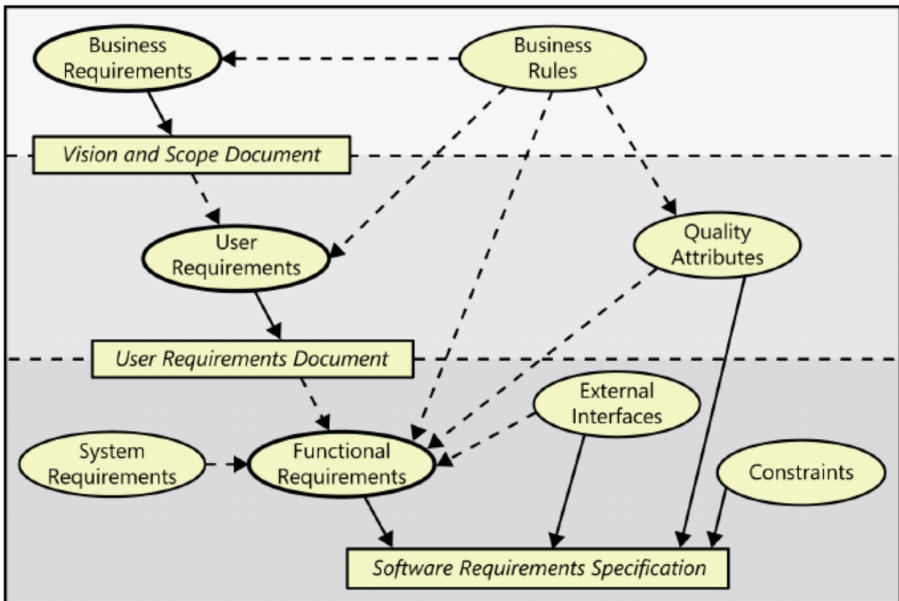 Business
Requirements
Business
Rules
Vision and Scope Document
User
Requirements
Quality
Attributes
User Requirements Document
External
Interfaces
System
Requirements
Functional
Requirements
Constraints
Software Requirements Specification